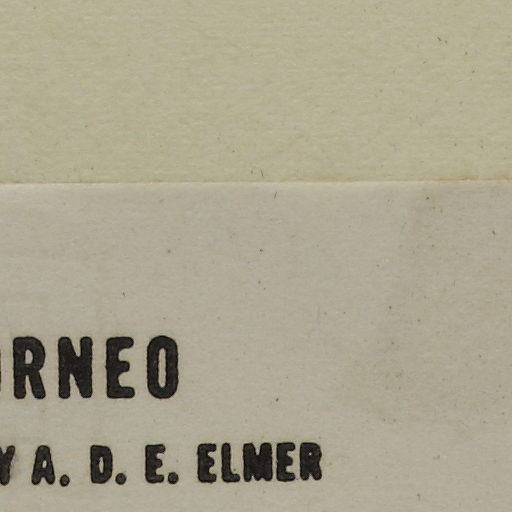 ORNEO
Y A. D. E. ELMER